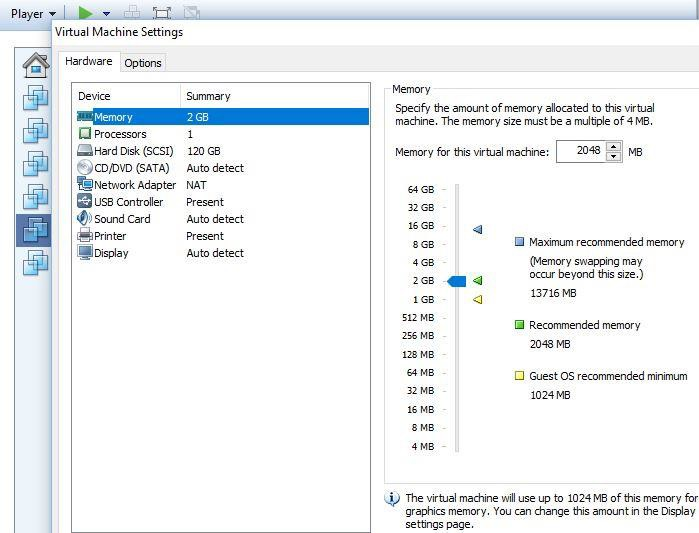 Player
Virtual Machine Settings
Hardware Options
Device Summary
Memory 2 GB
Processors 1
Hard Disk (SCSI) 120 GB
CD/DVD (SATA) Auto detect
Network Adapter NAT
USB Controller Present
Sound Card Auto detect
Printer Present
Display Auto detect
Memory
Specify the amount of memory allocated to this virtual
machine. The memory size must be a multiple of 4 MB.
Memory for this virtual machine: 2048 MB
64 GB
32 GB
16 GB
8 GB
4 GB
2 GB
1 GB
512 MB
256 MB
128 MB
64 MB
32 MB
16 MB
8 MB
4 MB
Maximum recommended memory
(Memory swapping may
occur beyond this size.)
13716 MB
Recommended memory
2048 MB
Guest OS recommended minimum
1024 MB
The virtual machine will use up to 1024 MB of this memory for
graphics memory. You can change this amount in the Display
settings page.